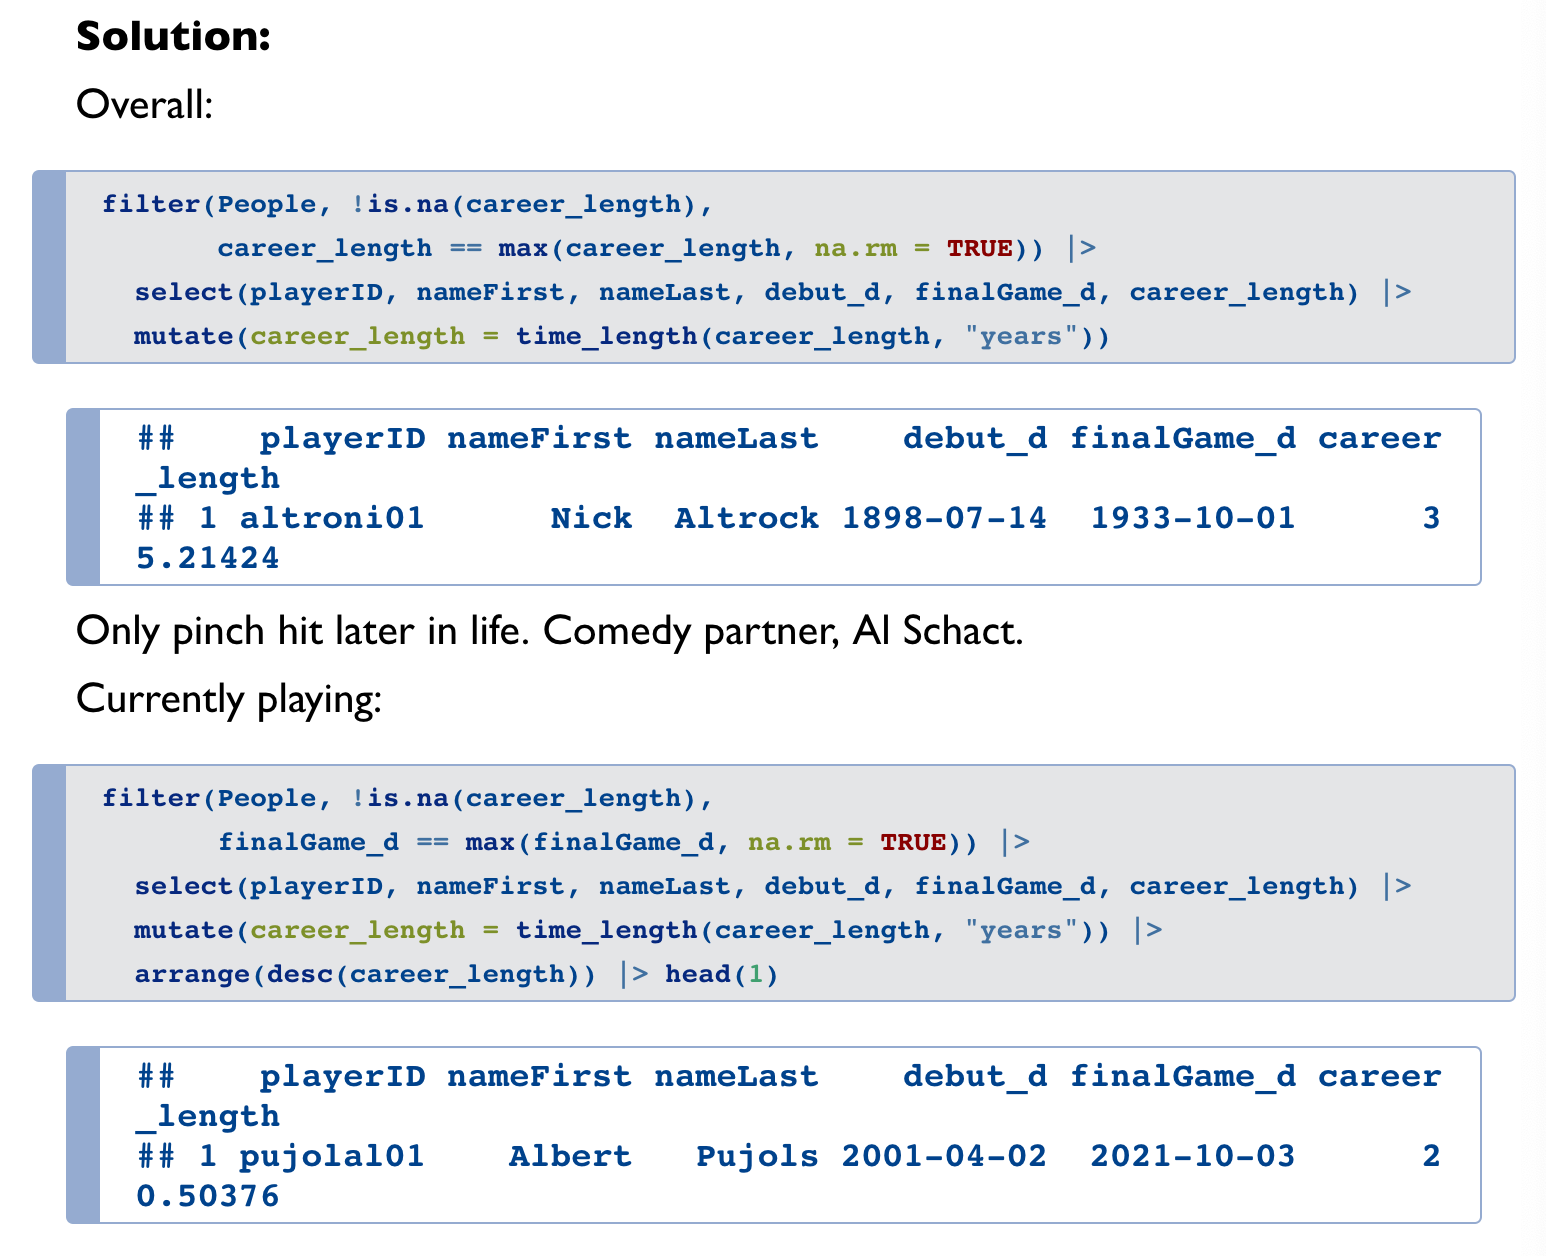 Solution:
Overall:
filter(People, !is.na(career_length),
       career_length == max(career_length, na.rm = TRUE)) |>
  select(playerID, nameFirst, nameLast, debut_d, finalGame_d, career_length) |>
  mutate(career_length = time_length(career_length, "years"))
##    playerID nameFirst nameLast    debut_d finalGame_d career
_length
## 1 altroni01      Nick  Altrock 1898-07-14  1933-10-01      3
5.21424
Only pinch hit later in life. Comedy partner, Al Schact.
Currently playing:
filter(People, !is.na(career_length),
       finalGame_d == max(finalGame_d, na.rm = TRUE)) |>
  select(playerID, nameFirst, nameLast, debut_d, finalGame_d, career_length) |>
  mutate(career_length = time_length(career_length, "years")) |>
  arrange(desc(career_length)) |> head(1)
##    playerID nameFirst nameLast    debut_d finalGame_d career
_length
## 1 pujolal01    Albert   Pujols 2001-04-02  2021-10-03      2
0.50376